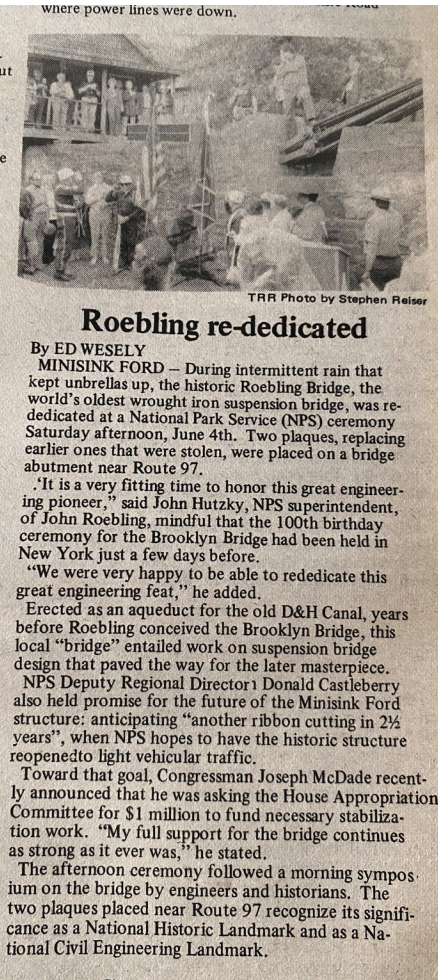 where power lines were down.
Road
ut
e
TRR Photo by Stephen Reiser
Roebling re-dedicated
By ED WESELY
MINISINK FORD — During intermittent rain that
kept unbrellas up, the historic Roebling Bridge, the
world's oldest wrought iron suspension bridge, was re-
dedicated at a National Park Service (NPS) ceremony
Saturday afternoon, June 4th. Two plaques, replacing
earlier ones that were stolen, were placed on a bridge
abutment near Route 97.
.‘It is a very fitting time to honor this great engineer-
ing pioneer,” said John Hutzky, NPS superintendent,
of John Roebling, mindful that the 100th birthday
ceremony for the Brooklyn Bridge had been held in
New York just a few days before.
“We were very happy to be able to rededicate this
great engineering feat,” he added.
Erected as an aqueduct for the old D&H Canal, years
before Roebling conceived the Brooklyn Bridge, this
local “bridge” entailed work on suspension bridge
design that paved the way for the later masterpiece.
NPS Deputy Regional Director1 Donald Castleberry
also held promise for the future of the Minisink Ford
structure: anticipating “another ribbon cutting in 2½
years”, when NPS hopes to have the historic structure
reopenedto light vehicular traffic.
Toward that goal, Congressman Joseph McDade recent-
ly announced that he was asking the House Appropriation
Committee for $1 million to fund necessary stabiliza-
tion work. “My full support for the bridge continues
as strong as it ever was,” he stated.
The afternoon ceremony followed a morning sympos-
ium on the bridge by engineers and historians. The
two plaques placed near Route 97 recognize its signifi-
cance as a National Historic Landmark and as a Na-
tional Civil Engineering Landmark.